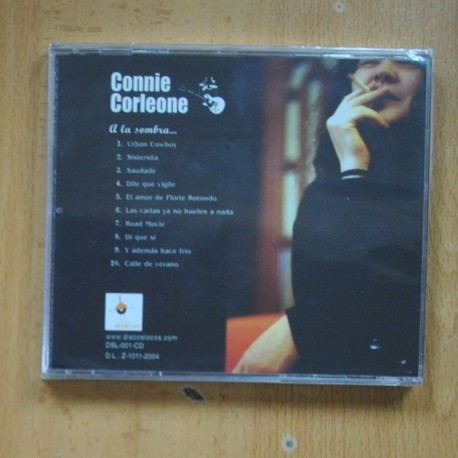 Connie
Corleone
A la sombra...
1. Urban Cowboy
2. Sistersita
3. Saudade
4. Dile que vigile
5. El amor de Florie Rotondo
6. Las cartas ya no huelen a nada
7. Road Movie
8. Di que sí
9. Y además hace frío
10. Calle de verano
www.discoslocos.com
DSL-001-CD
D.L.: Z-1011-2004